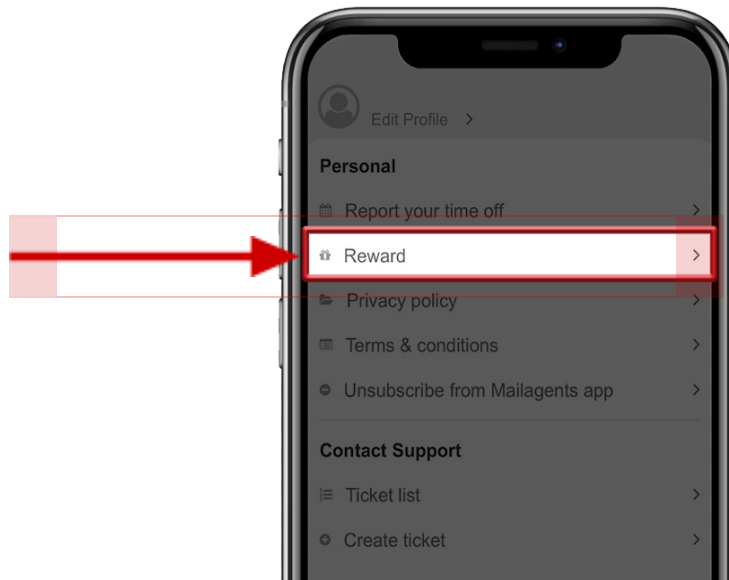 Edit Profile
Personal
Report your time off
Reward
Privacy policy
Terms & conditions
Unsubscribe from Mailagents app
Contact Support
Ticket list
Create ticket